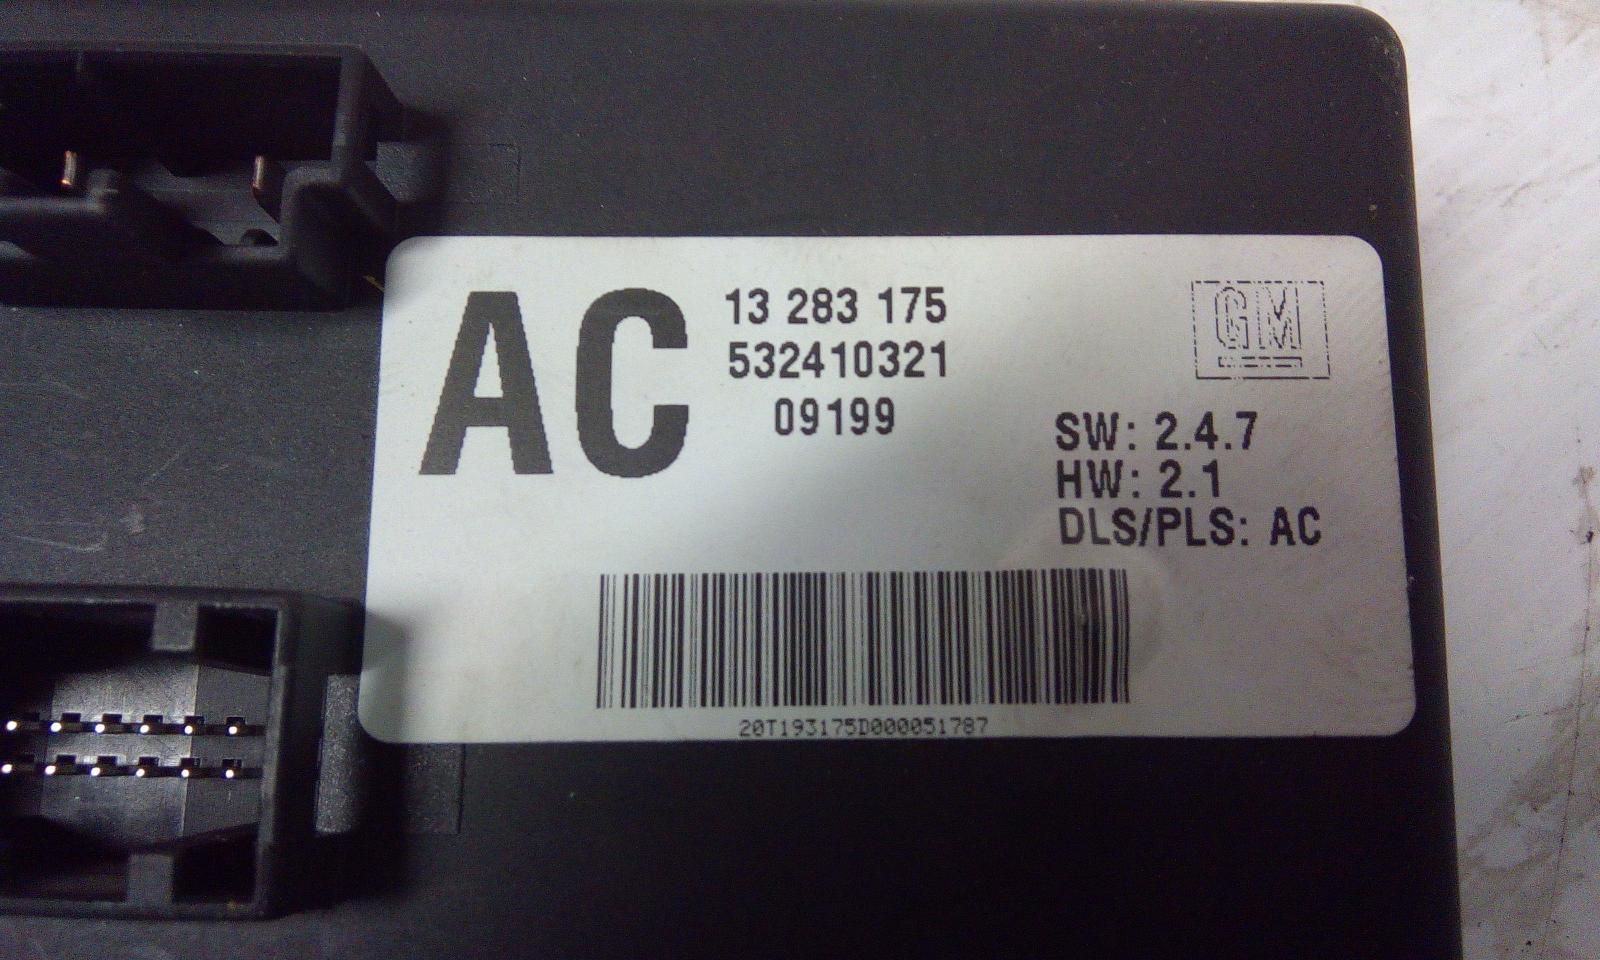 AC
13 283 175
532410321
09199
GM
SW: 2.4.7
HW: 2.1
DLS/PLS: AC
20T193175D000051787